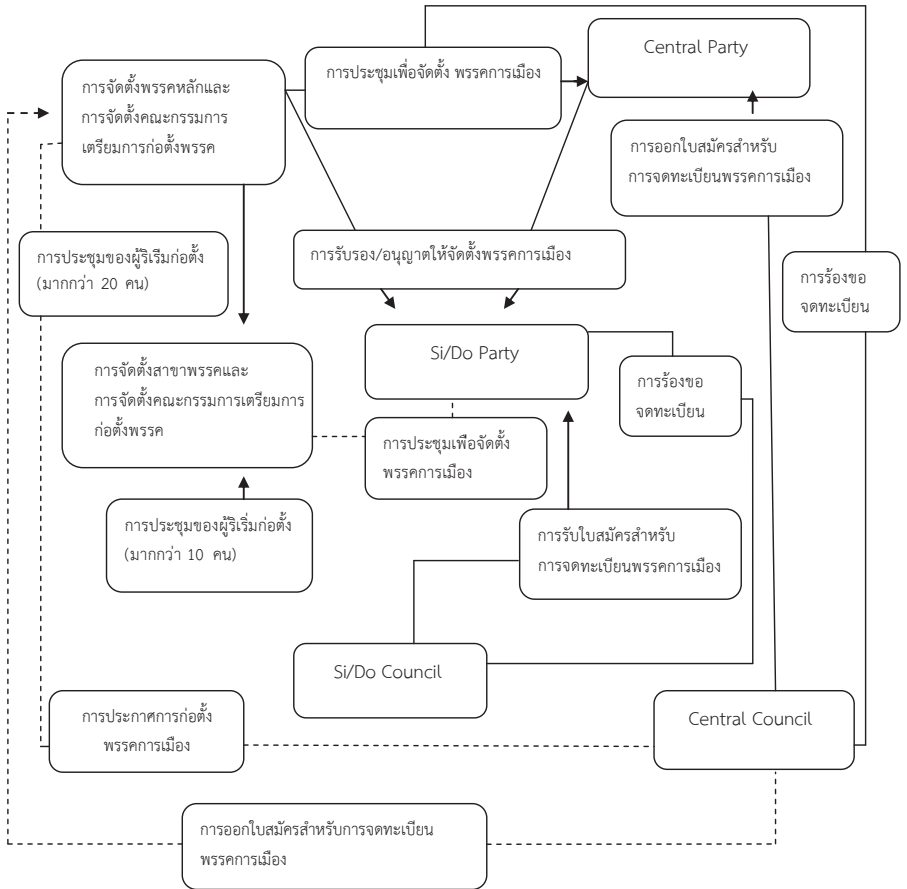 การประชุมเพื่อจัดตั้ง พรรคการเมือง
Central Party
การจัดตั้งพรรคหลักและ
การจัดตั้งคณะกรรมการ
เตรียมการก่อตั้งพรรค
การออกใบสมัครสำหรับ
การจดทะเบียนพรรคการเมือง
การประชุมของผู้ริเริ่มก่อตั้ง
(มากกว่า 20 คน)
การรับรอง/อนุญาตให้จัดตั้งพรรคการเมือง
การร้องขอ
จดทะเบียน
Si/Do Party
การจัดตั้งสาขาพรรคและ
การจัดตั้งคณะกรรมการเตรียมการ
ก่อตั้งพรรค
การร้องขอ
จดทะเบียน
การประชุมเพื่อจัดตั้ง
พรรคการเมือง
การประชุมของผู้ริเริ่มก่อตั้ง
(มากกว่า 10 คน)
การรับใบสมัครสำหรับ
การจดทะเบียนพรรคการเมือง
Si/Do Council
การประกาศการก่อตั้ง
พรรคการเมือง
Central Council
การออกใบสมัครสำหรับการจดทะเบียน
พรรคการเมือง